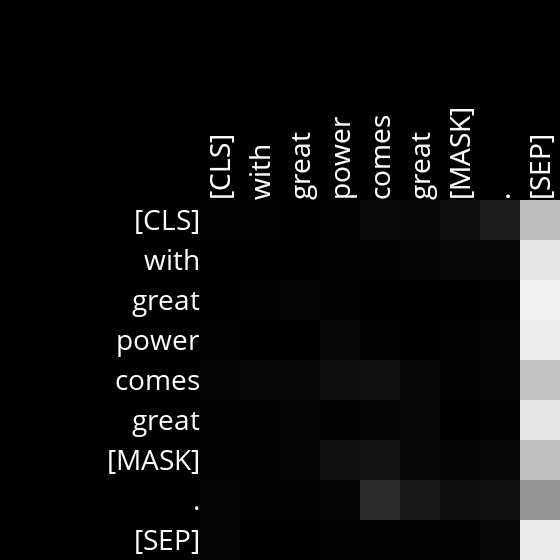 [CLS] with great power comes great [MASK] . [SEP]
[CLS]
with
great
power
comes
great
[MASK]
.
[SEP]